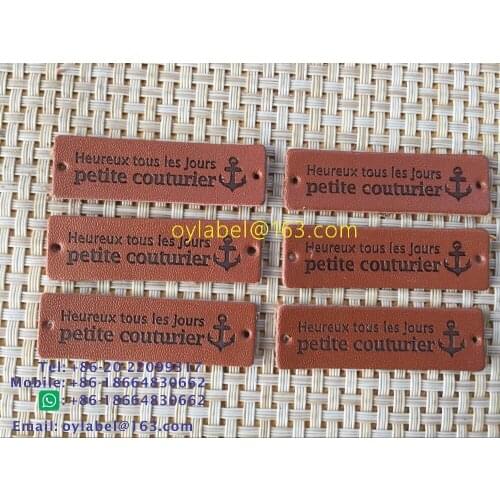 Heureux tous les jours
petite couturier
Heureux tous les jours
petite couturier
oylabel@163.com
Heureux tous les jours
petite couturier
Heureux tous les jours
petite couturier
Heureux tous les jours
petite couturier
Heureux tous les jours
petite couturier
Tel: +86-20-22099317
Mobile: +86-18664830662
: +86-18664830662
Email: oylabel@163.com